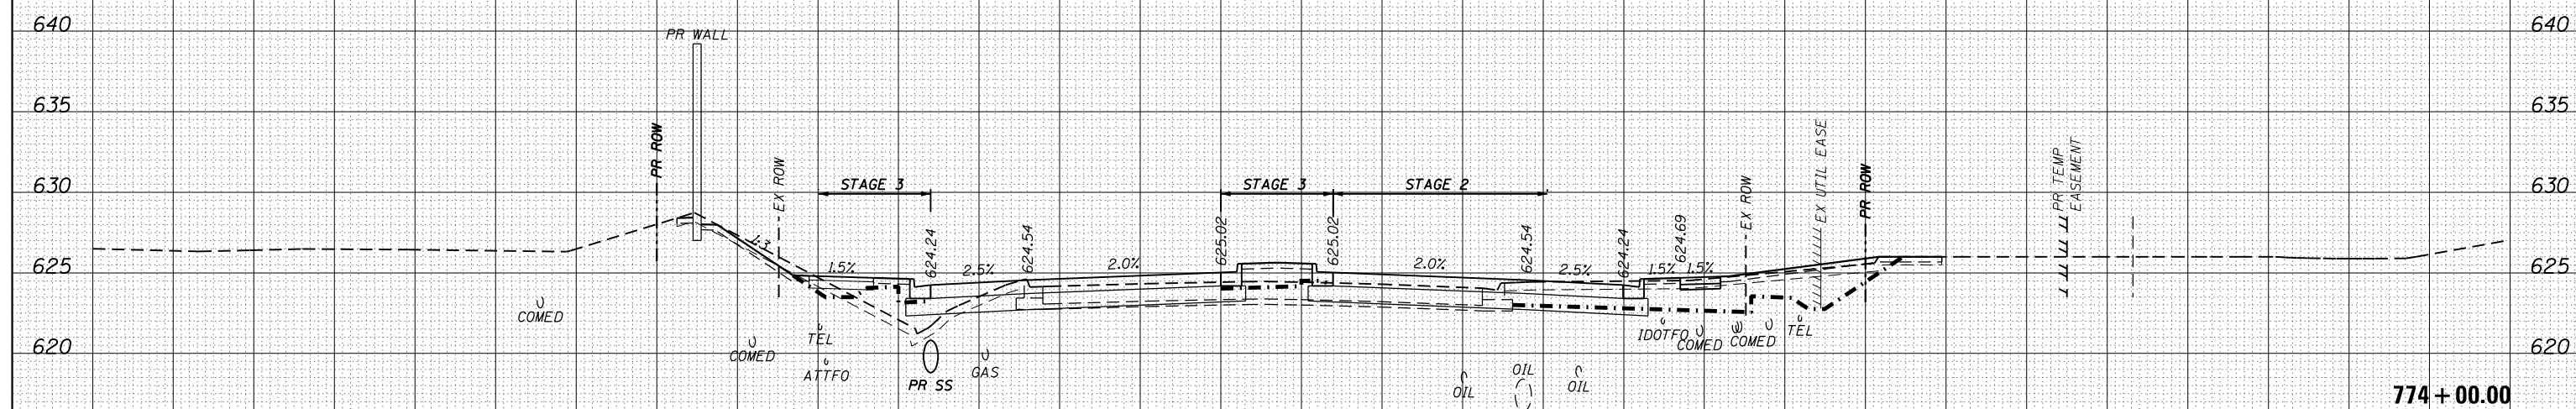 640
640
PR WALL
635
635
PR ROW
EX ROW
EX ROW
EX UTIL EASE
PR ROW
PR TEMP
EASEMENT
630
STAGE 3
STAGE 3
STAGE 2
630
624.24
624.54
625.02
625.02
624.54
624.24
624.69
625
1:3
1.5%
2.5%
2.0%
2.0%
2.5%
1.5%
1.5%
625
COMED
COMED
TEL
ATTFO
PR SS
GAS
OIL
OIL
OIL
IDOTFO
COMED
COMED
TEL
620
620
774+00.00